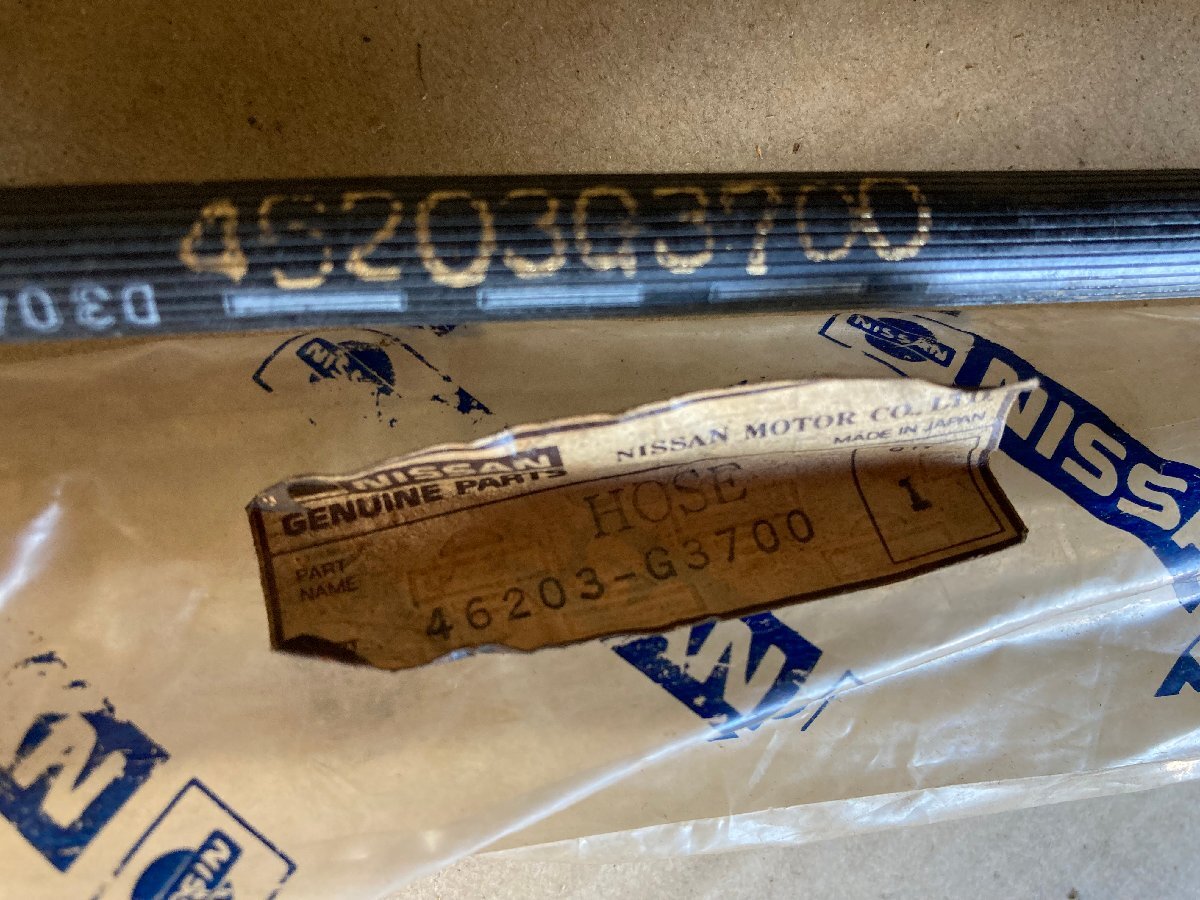 46203G3700
D30
NISSAN
NISSAN
NISSAN MOTOR CO., LTD.
MADE IN JAPAN
NISSAN
GENUINE PARTS
HOSE
1
PART
NAME
46203-G3700
NISS
N
N
NIS